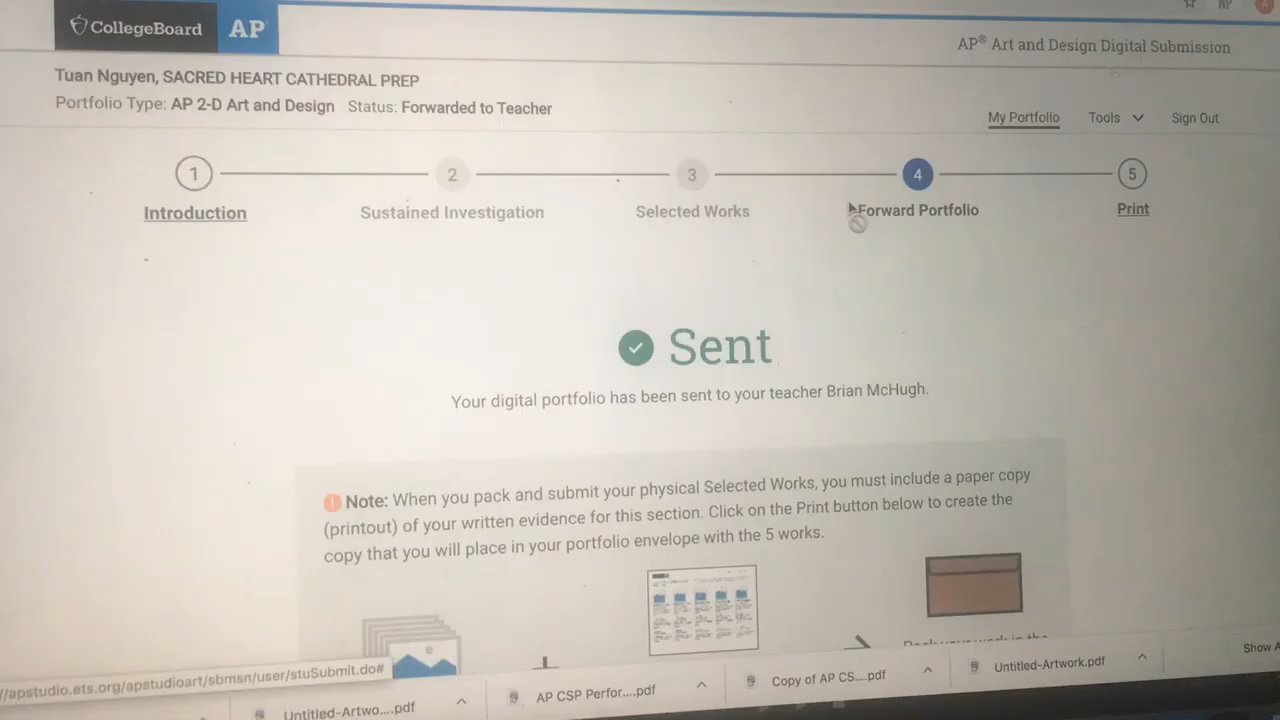 CollegeBoard AP
AP® Art and Design Digital Submission
Tuan Nguyen, SACRED HEART CATHEDRAL PREP
Portfolio Type: AP 2-D Art and Design Status: Forwarded to Teacher
My Portfolio Tools Sign Out
1 2 3 4 5
Introduction Sustained Investigation Selected Works Forward Portfolio Print
Sent
Your digital portfolio has been sent to your teacher Brian McHugh.
Note: When you pack and submit your physical Selected Works, you must include a paper copy
(printout) of your written evidence for this section. Click on the Print button below to create the
copy that you will place in your portfolio envelope with the 5 works.
//apstudio.ets.org/apstudioart/sbmsn/user/stuSubmit.do#
Show
Untitled-Artwo....pdf AP CSP Perfor....pdf Copy of AP CS....pdf Untitled-Artwork.pdf